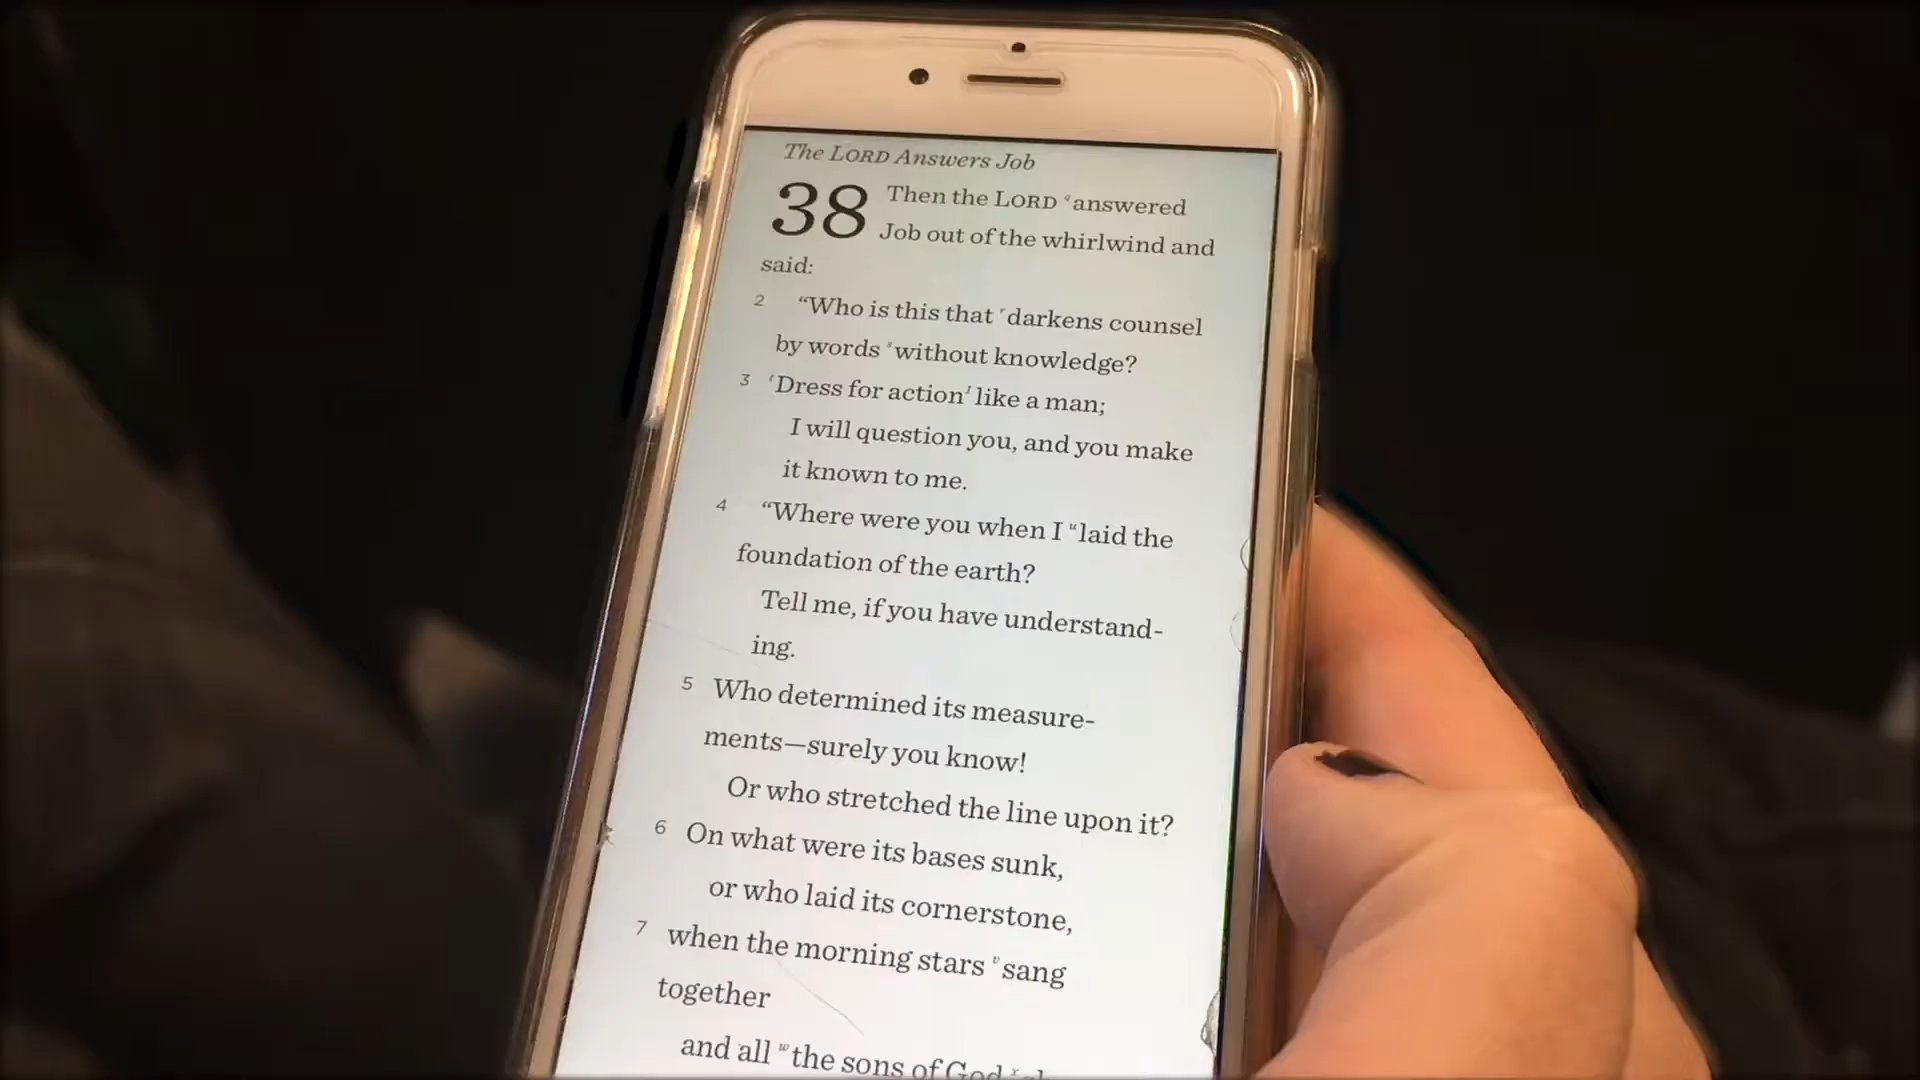 The LORD Answers Job
38 Then the LORD q answered
Job out of the whirlwind and
said:
2 “Who is this that r darkens counsel
by words s without knowledge?
3 t Dress for action1 like a man;
I will question you, and you make
it known to me.
4 “Where were you when I u laid the
foundation of the earth?
Tell me, if you have understand-
ing.
5 Who determined its measure-
ments—surely you know!
Or who stretched the line upon it?
6 On what were its bases sunk,
or who laid its cornerstone,
7 when the morning stars v sang
together
and all w the sons of God x